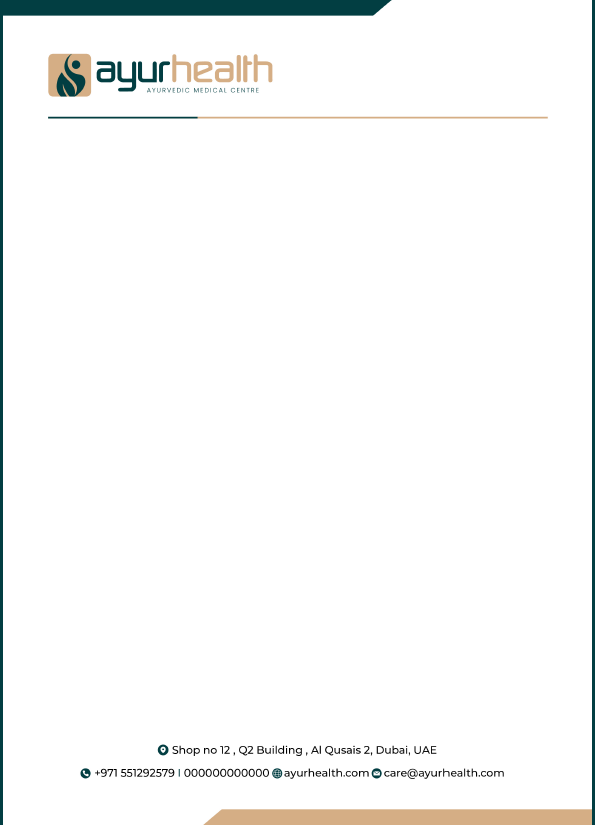 ayurhealth
AYURVEDIC MEDICAL CENTRE
Shop no 12 , Q2 Building , Al Qusais 2, Dubai, UAE
+971 551292579 I 000000000000 ayurhealth.com care@ayurhealth.com